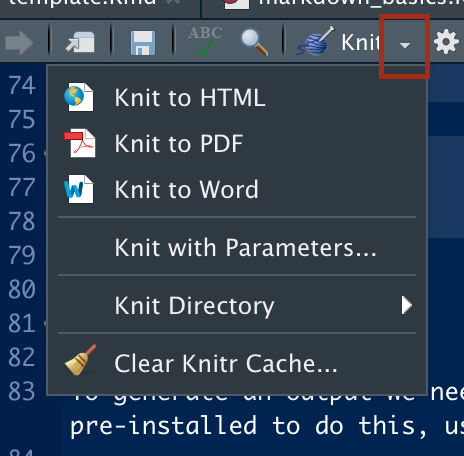 template.Rmd
markdown_basics.R
ABC
Knit
74
75
76
77
78
79
80
81
82
83
Knit to HTML
Knit to PDF
Knit to Word
Knit with Parameters...
Knit Directory
Clear Knitr Cache...
To generate an output we nee
pre-installed to do this, us